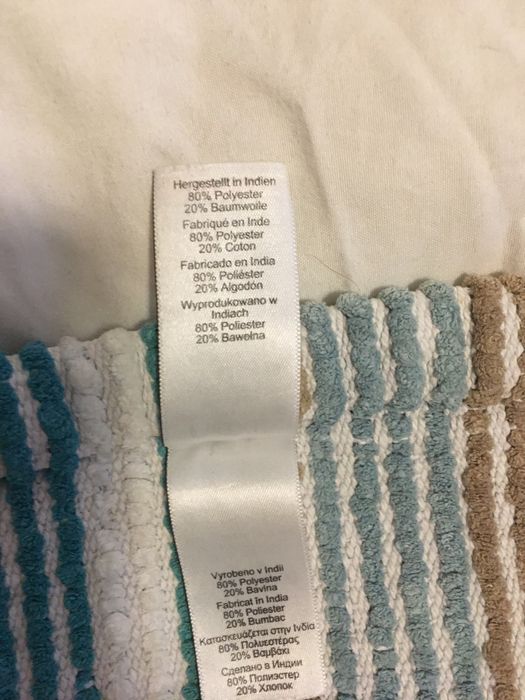 Hergestellt in Indien
80% Polyester
20% Baumwolle
Fabriqué en Inde
80% Polyester
20% Coton
Fabricado en India
80% Poliéster
20% Algodón
Wyprodukowano w
Indiach
80% Poliester
20% Bawełna
Vyrobeno v Indii
80% Polyester
20% Bavlna
Fabricat în India
80% Poliester
20% Bumbac
Κατασκευάζεται στην Ινδία
80% Πολυεστέρας
20% Βαμβάκι
Сделано в Индии
80% Полиэстер
20% Хлопок